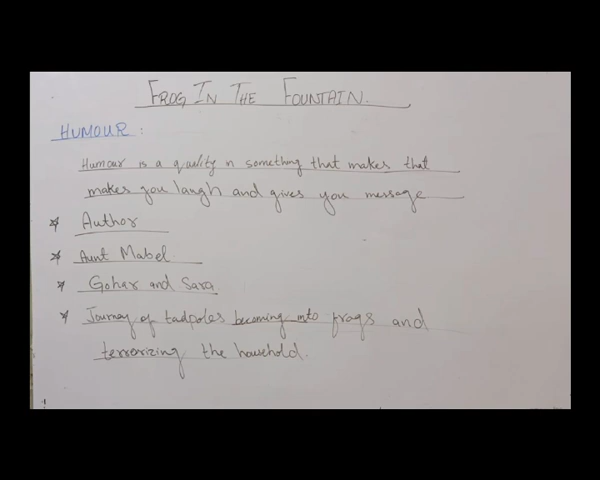 FROG IN THE FOUNTAIN.
HUMOUR :
Humour is a quality n something that makes that
makes you laugh and gives you message
* Author
* Aunt Mabel
* Gohar and Sara
* Journey of tadpoles becoming into frogs and
terrorizing the household.